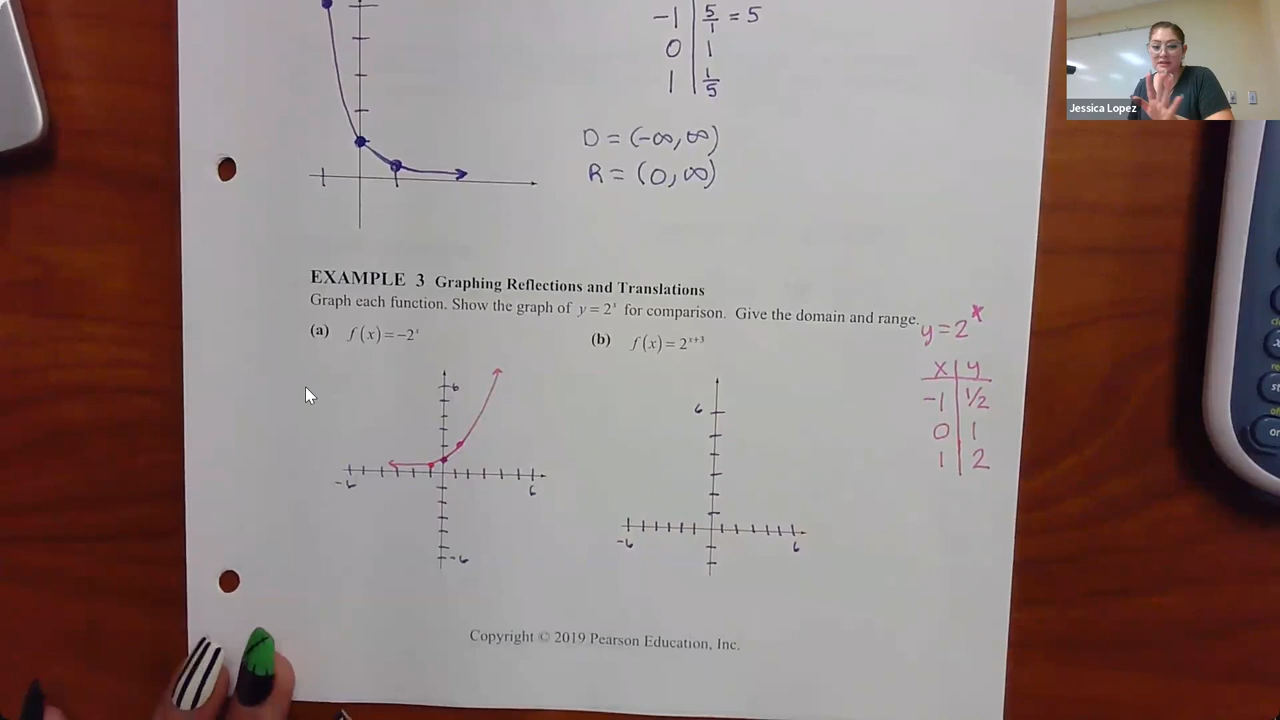 -1 | 5/1 = 5
0 | 1
1 | 1/5
Jessica Lopez
D = (-∞, ∞)
R = (0, ∞)
EXAMPLE 3 Graphing Reflections and Translations
Graph each function. Show the graph of y = 2ˣ for comparison. Give the domain and range.
y = 2ˣ
(a) f(x) = -2ˣ
(b) f(x) = 2ˣ⁺³
x | y
-1 | 1/2
0 | 1
1 | 2
6
-6
6
-6
6
-6
6
Copyright © 2019 Pearson Education, Inc.